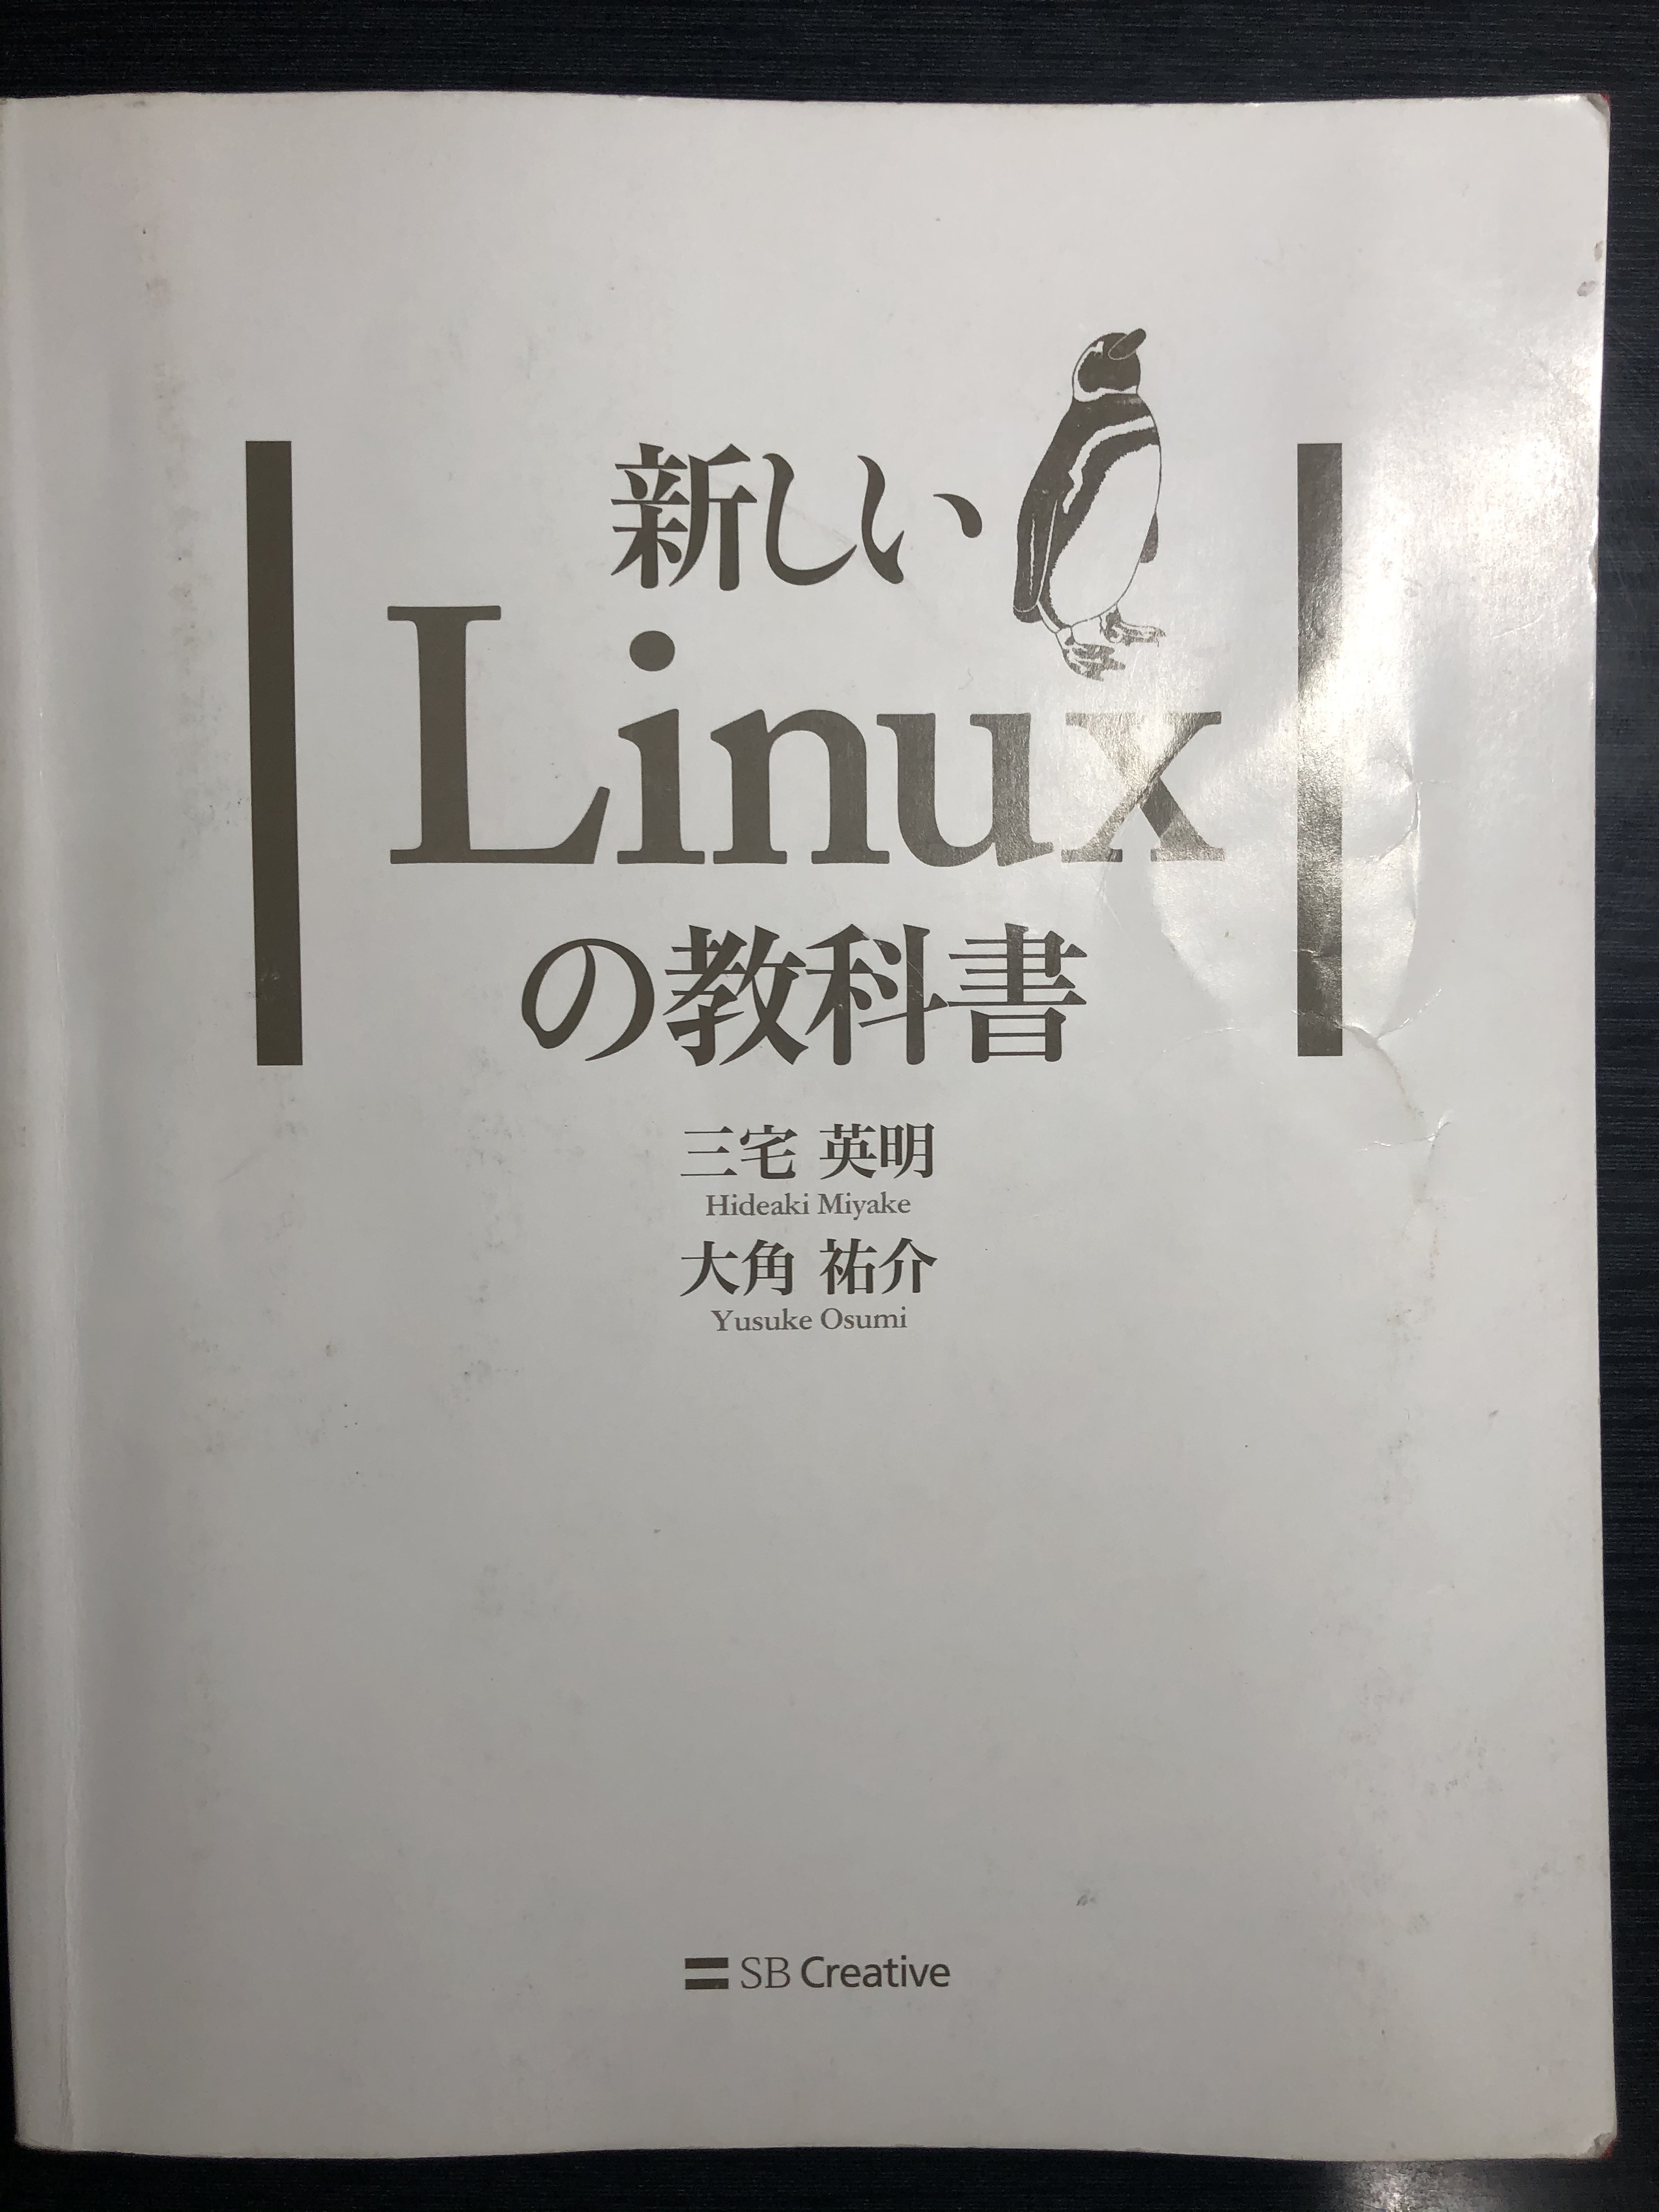 新しい
Linux
の教科書
三宅 英明
Hideaki Miyake
大角 祐介
Yusuke Osumi
SB Creative